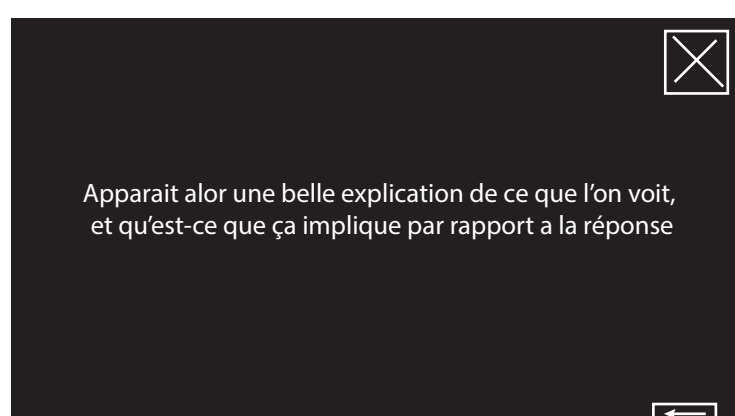 Apparait alor une belle explication de ce que l'on voit,
et qu'est-ce que ça implique par rapport a la réponse